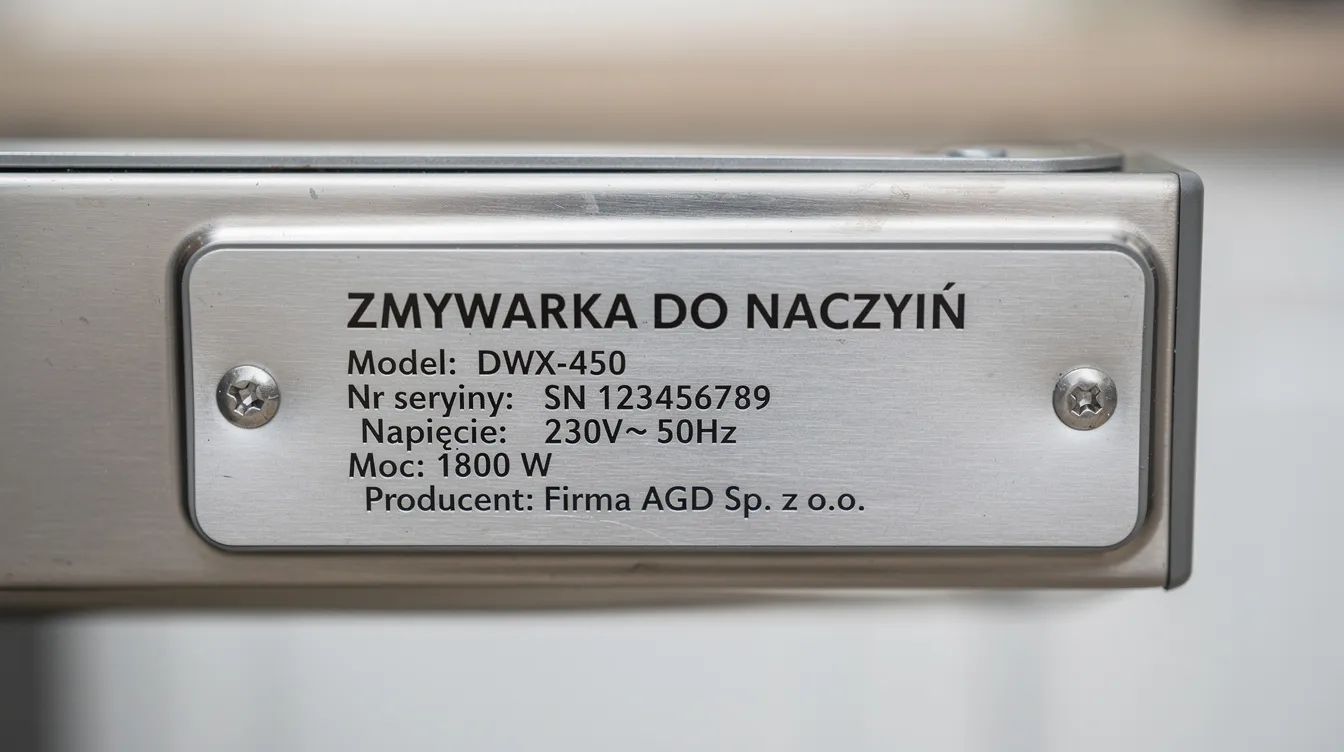 ZMYWARKA DO NACZYIŃ
Model: DWX-450
Nr seryiny: SN 123456789
Napięcie: 230V~ 50Hz
Moc: 1800 W
Producent: Firma AGD Sp. z o.o.